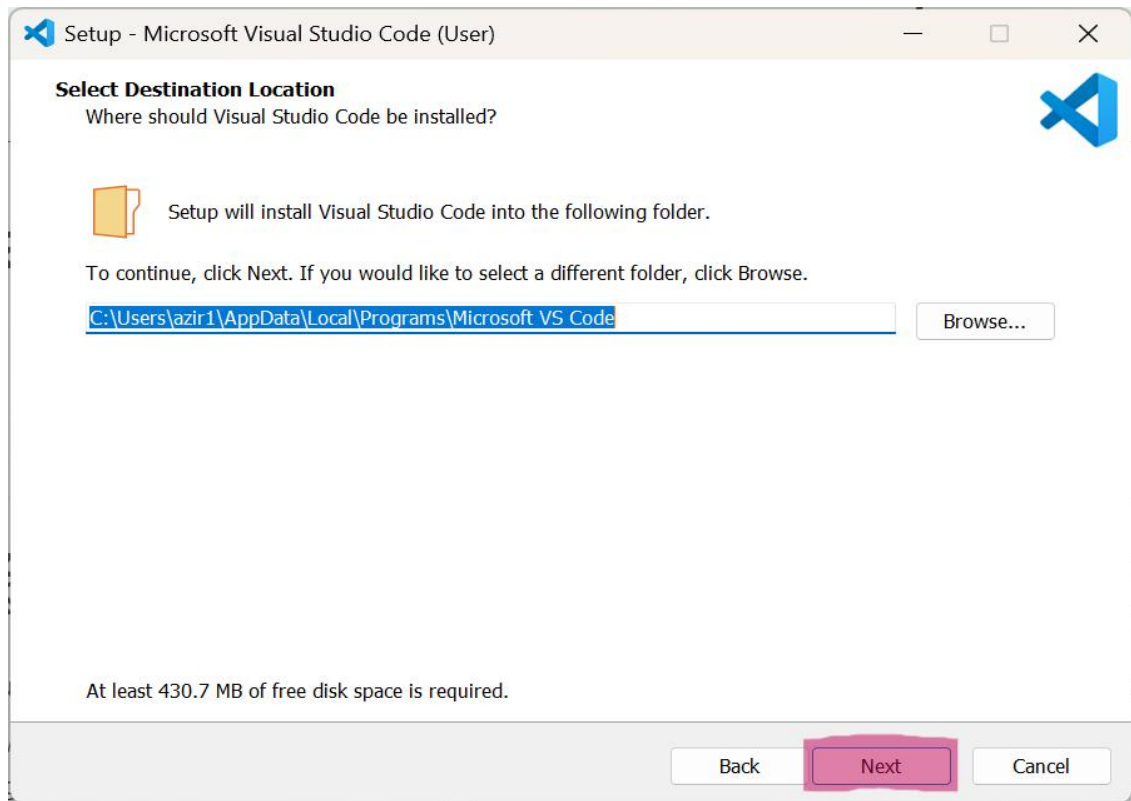 Setup - Microsoft Visual Studio Code (User)
Select Destination Location
Where should Visual Studio Code be installed?
Setup will install Visual Studio Code into the following folder.
To continue, click Next. If you would like to select a different folder, click Browse.
C:\Users\azir1\AppData\Local\Programs\Microsoft VS Code
Browse...
At least 430.7 MB of free disk space is required.
Back Next Cancel